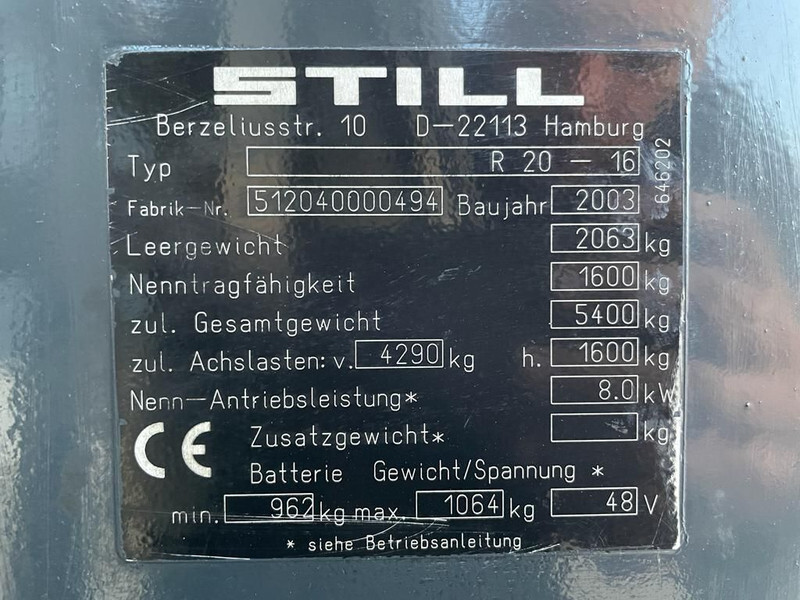 STILL
Berzeliusstr. 10 D-22113 Hamburg
Typ R 20 - 16
646202
Fabrik-Nr. 512040000494 Baujahr 2003
Leergewicht 2063 kg
Nenntragfähigkeit 1600 kg
zul. Gesamtgewicht 5400 kg
zul. Achslasten: v. 4290 kg h. 1600 kg
Nenn-Antriebsleistung* 8.0 kW
CE
Zusatzgewicht* kg
Batterie Gewicht/Spannung *
min. 962 kg max. 1064 kg 48 V
* siehe Betriebsanleitung